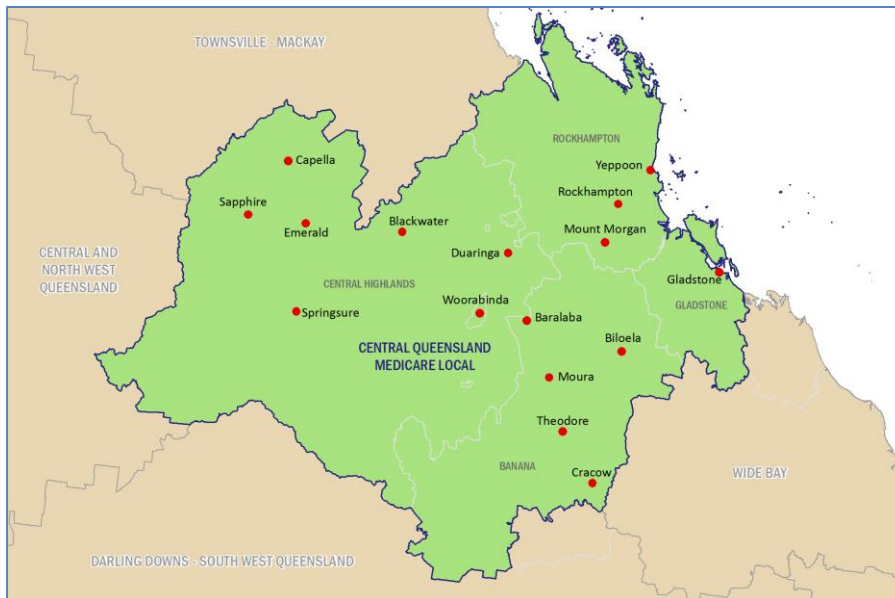 TOWNSVILLE - MACKAY
ROCKHAMPTON
Capella
Yeppoon
Rockhampton
Sapphire
Emerald
Blackwater
Mount Morgan
CENTRAL AND
NORTH WEST
QUEENSLAND
Duaringa
Gladstone
CENTRAL HIGHLANDS
Woorabinda
GLADSTONE
Springsure
Baralaba
Biloela
CENTRAL QUEENSLAND
MEDICARE LOCAL
Moura
Theodore
BANANA
Cracow
WIDE BAY
DARLING DOWNS - SOUTH WEST QUEENSLAND